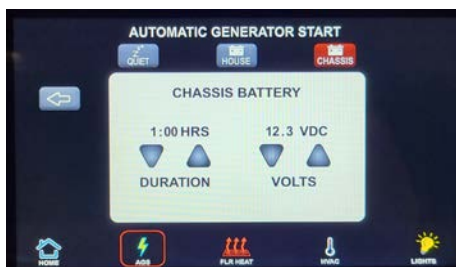 AUTOMATIC GENERATOR START
QUIET HOUSE CHASSIS
CHASSIS BATTERY
1:00 HRS 12.3 VDC
DURATION VOLTS
HOME AGS FLR HEAT HVAC LIGHTS